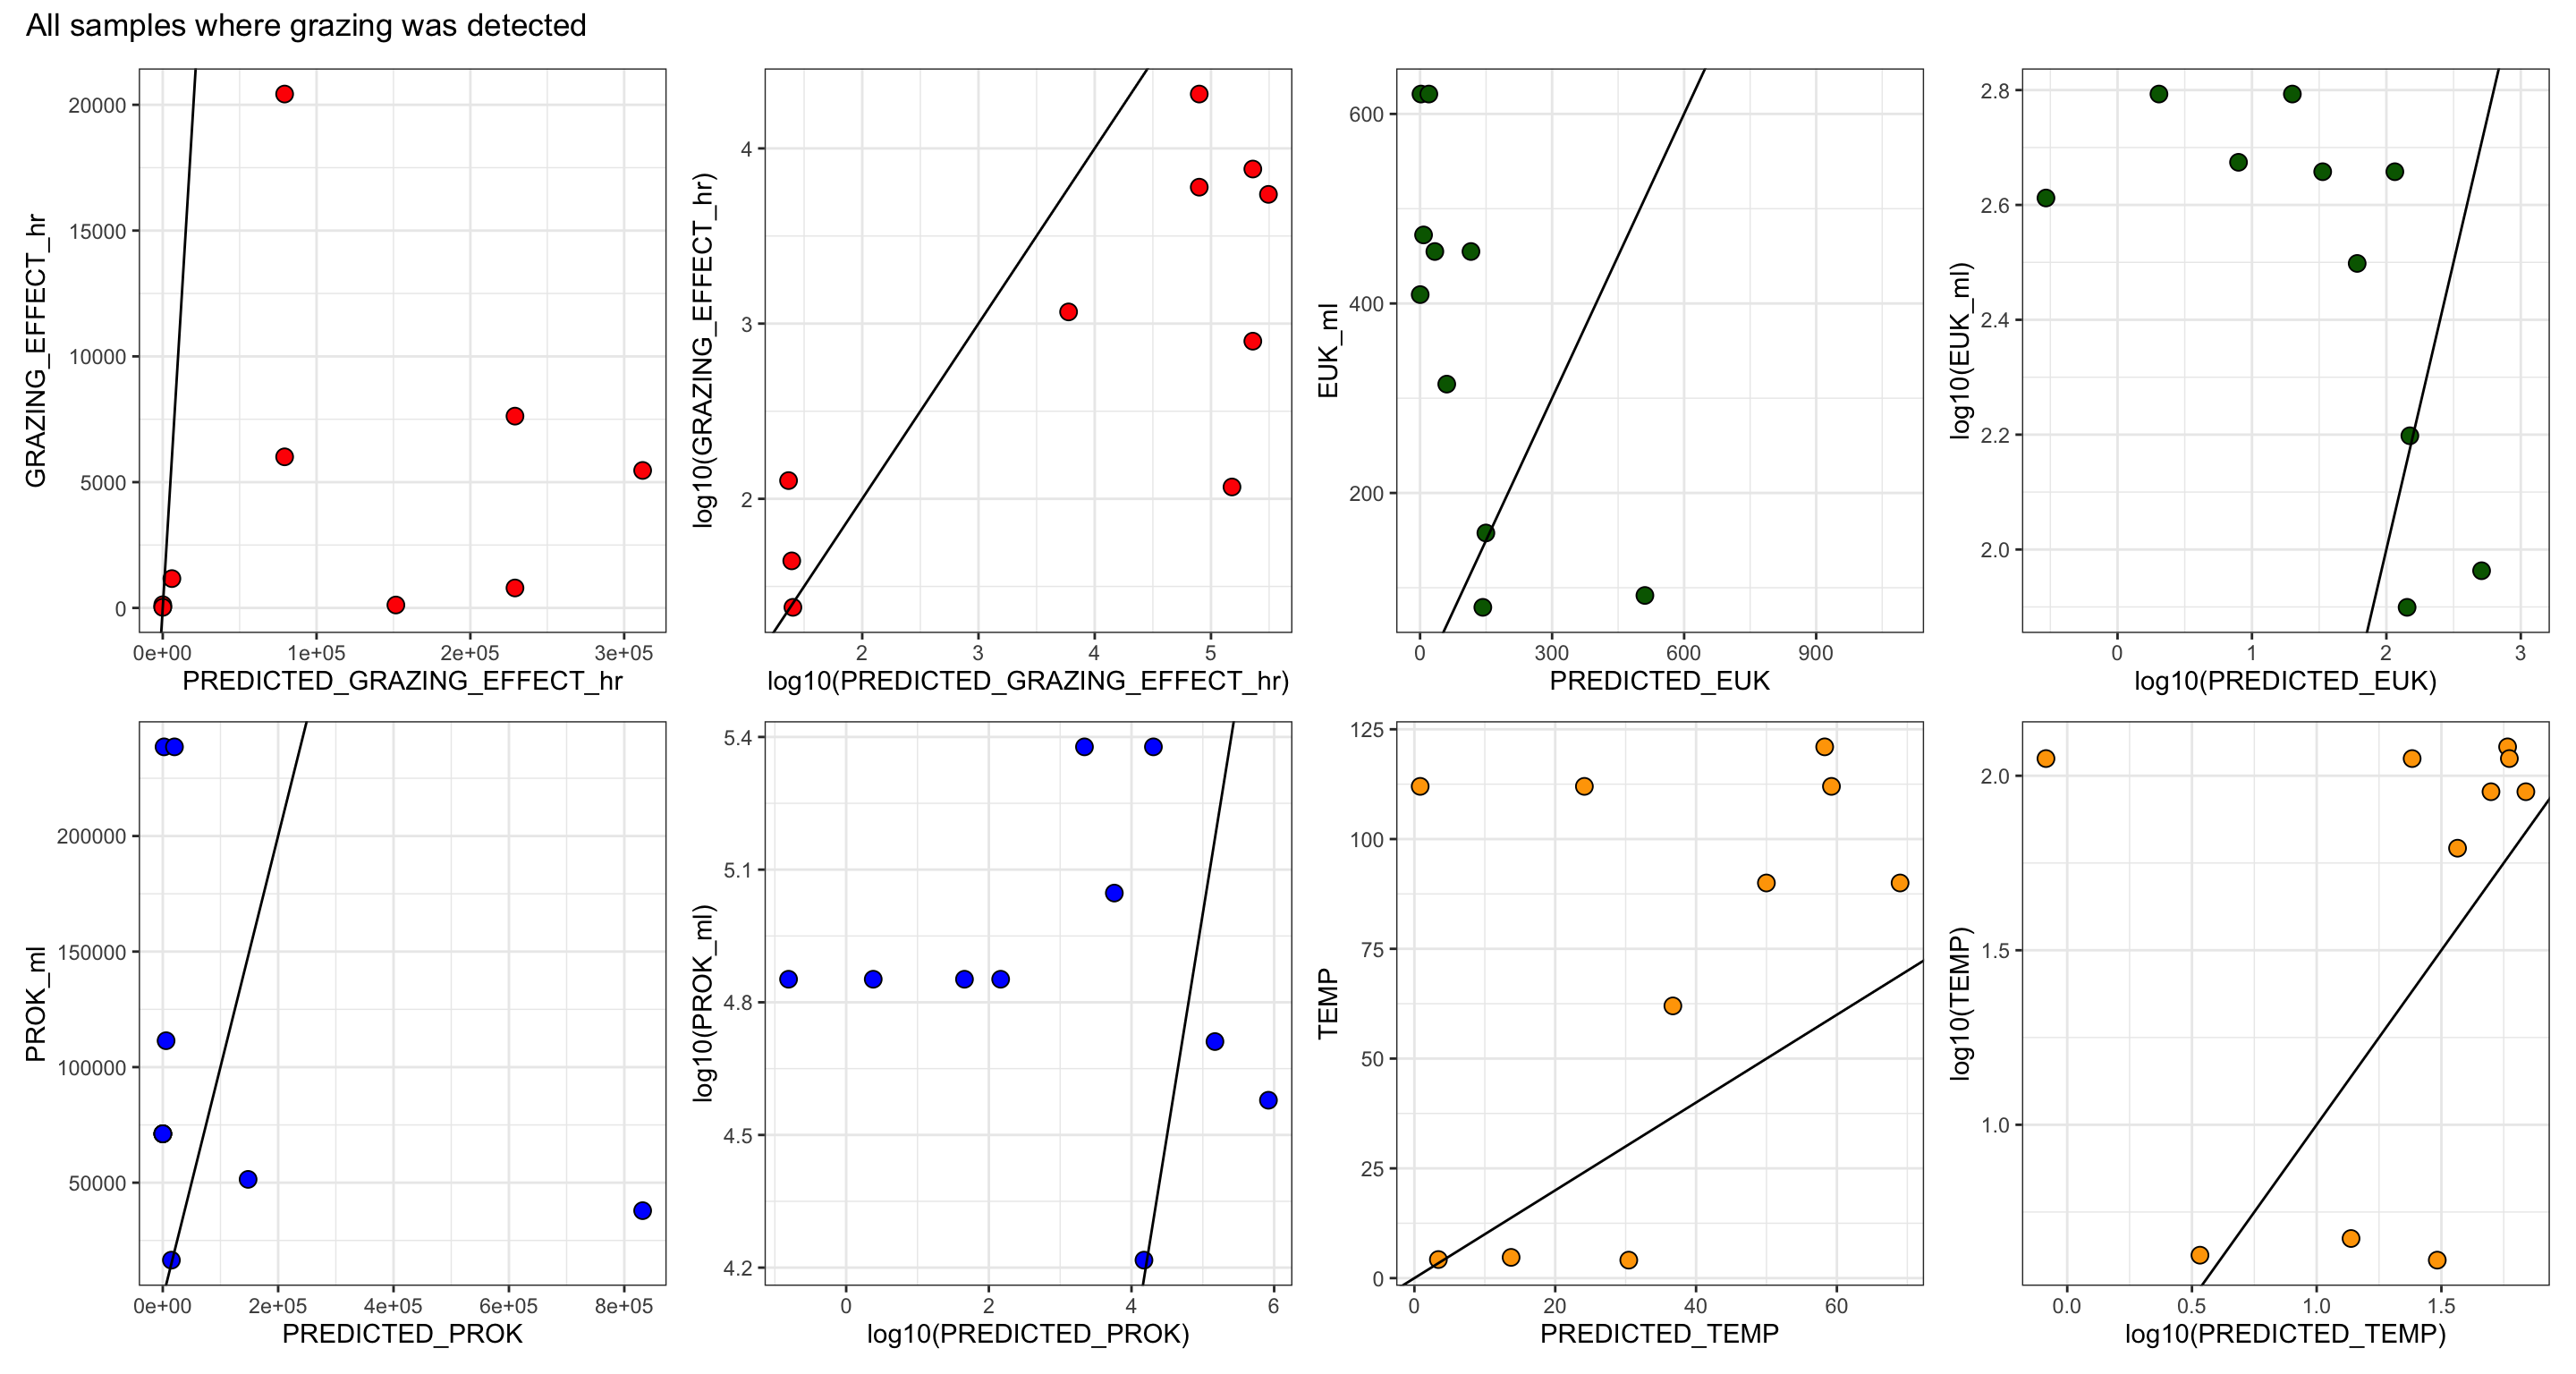 All samples where grazing was detected
GRAZING_EFFECT_hr
20000
15000
10000
5000
0
0e+00 1e+05 2e+05 3e+05
PREDICTED_GRAZING_EFFECT_hr
log10(GRAZING_EFFECT_hr)
4
3
2
2 3 4 5
log10(PREDICTED_GRAZING_EFFECT_hr)
EUK_ml
600
400
200
0 300 600 900
PREDICTED_EUK
log10(EUK_ml)
2.8
2.6
2.4
2.2
2.0
0 1 2 3
log10(PREDICTED_EUK)
PROK_ml
200000
150000
100000
50000
0e+00 2e+05 4e+05 6e+05 8e+05
PREDICTED_PROK
log10(PROK_ml)
5.4
5.1
4.8
4.5
4.2
0 2 4 6
log10(PREDICTED_PROK)
TEMP
125
100
75
50
25
0
0 20 40 60
PREDICTED_TEMP
log10(TEMP)
2.0
1.5
1.0
0.0 0.5 1.0 1.5
log10(PREDICTED_TEMP)